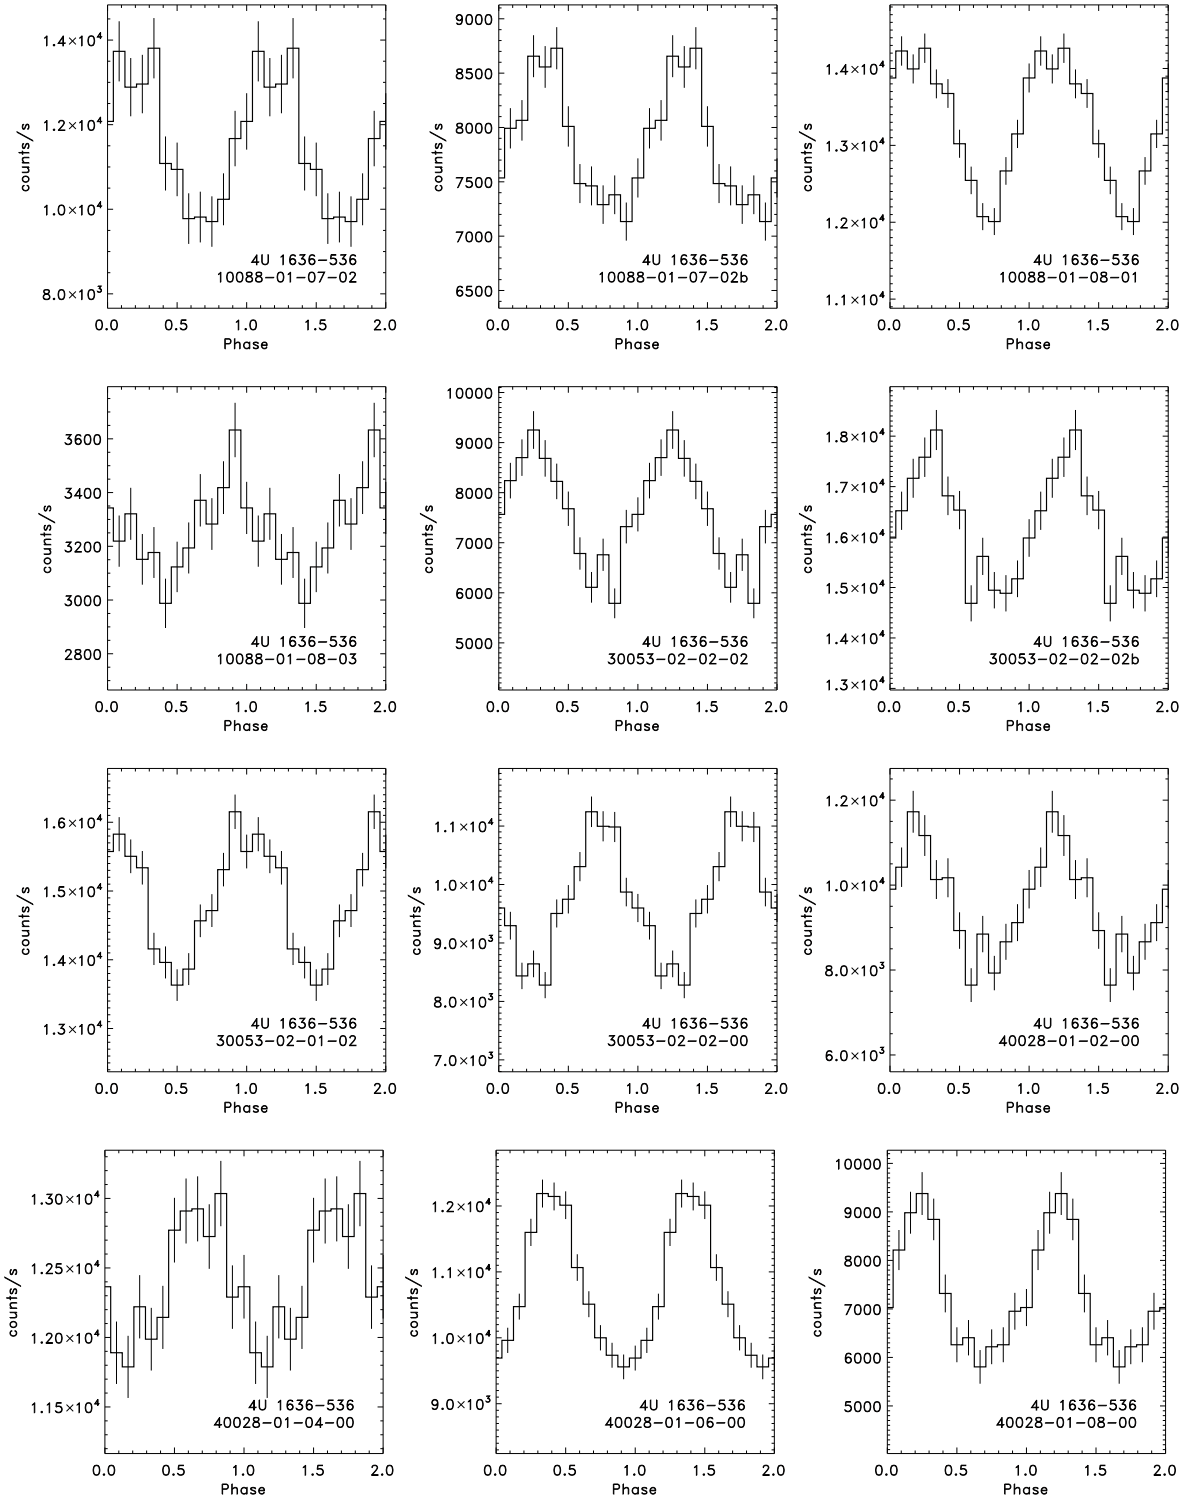 1.4×10⁴
1.2×10⁴
1.0×10⁴
8.0×10³
counts/s
4U 1636−536
10088−01−07−02
0.0 0.5 1.0 1.5 2.0
Phase
9000
8500
8000
7500
7000
6500
counts/s
4U 1636−536
10088−01−07−02b
0.0 0.5 1.0 1.5 2.0
Phase
1.4×10⁴
1.3×10⁴
1.2×10⁴
1.1×10⁴
counts/s
4U 1636−536
10088−01−08−01
0.0 0.5 1.0 1.5 2.0
Phase
3600
3400
3200
3000
2800
counts/s
4U 1636−536
10088−01−08−03
0.0 0.5 1.0 1.5 2.0
Phase
10000
9000
8000
7000
6000
5000
counts/s
4U 1636−536
30053−02−02−02
0.0 0.5 1.0 1.5 2.0
Phase
1.8×10⁴
1.7×10⁴
1.6×10⁴
1.5×10⁴
1.4×10⁴
1.3×10⁴
counts/s
4U 1636−536
30053−02−02−02b
0.0 0.5 1.0 1.5 2.0
Phase
1.6×10⁴
1.5×10⁴
1.4×10⁴
1.3×10⁴
counts/s
4U 1636−536
30053−02−01−02
0.0 0.5 1.0 1.5 2.0
Phase
1.1×10⁴
1.0×10⁴
9.0×10³
8.0×10³
7.0×10³
counts/s
4U 1636−536
30053−02−02−00
0.0 0.5 1.0 1.5 2.0
Phase
1.2×10⁴
1.0×10⁴
8.0×10³
6.0×10³
counts/s
4U 1636−536
40028−01−02−00
0.0 0.5 1.0 1.5 2.0
Phase
1.30×10⁴
1.25×10⁴
1.20×10⁴
1.15×10⁴
counts/s
4U 1636−536
40028−01−04−00
0.0 0.5 1.0 1.5 2.0
Phase
1.2×10⁴
1.1×10⁴
1.0×10⁴
9.0×10³
counts/s
4U 1636−536
40028−01−06−00
0.0 0.5 1.0 1.5 2.0
Phase
10000
9000
8000
7000
6000
5000
counts/s
4U 1636−536
40028−01−08−00
0.0 0.5 1.0 1.5 2.0
Phase